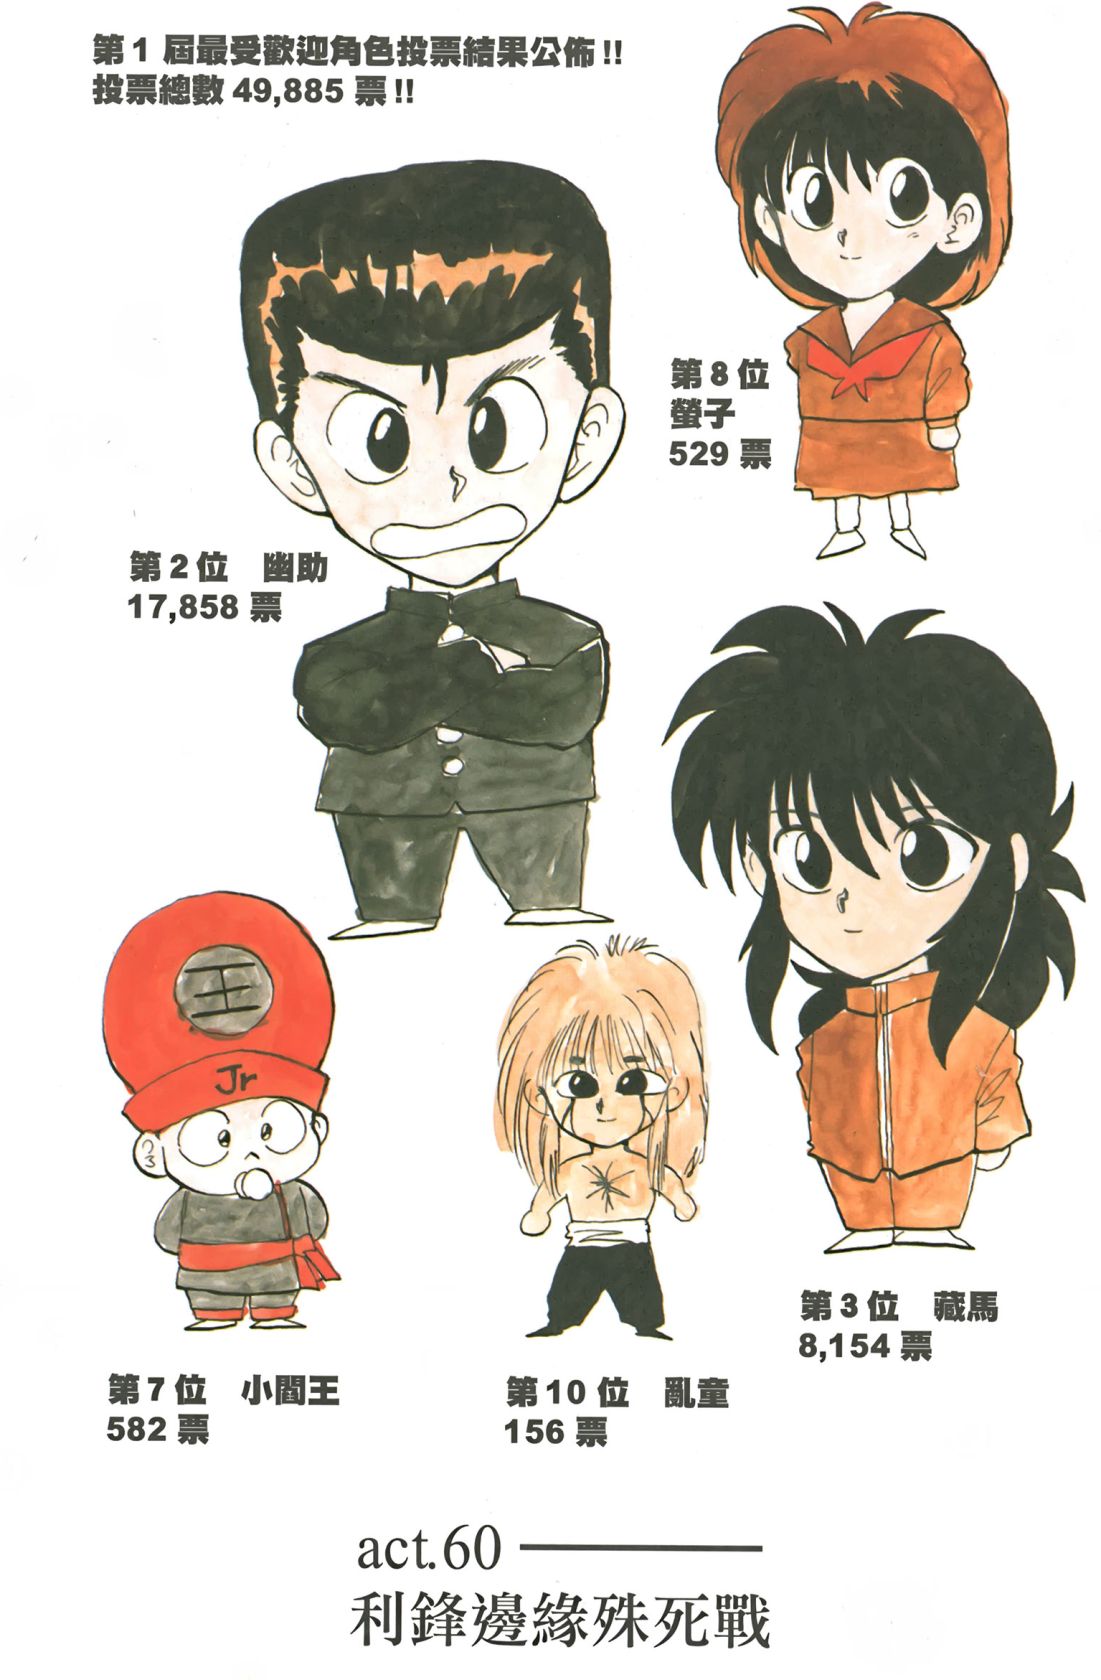 第1 屆最受歡迎角色投票結果公佈!!
投票總數 49,885 票!!
第8位
螢子
529 票
第2位 幽助
17,858 票
王
Jr
第3位 藏馬
8,154 票
第7位 小閻王
582 票
第10 位 亂童
156 票
act.60
利鋒邊緣殊死戰